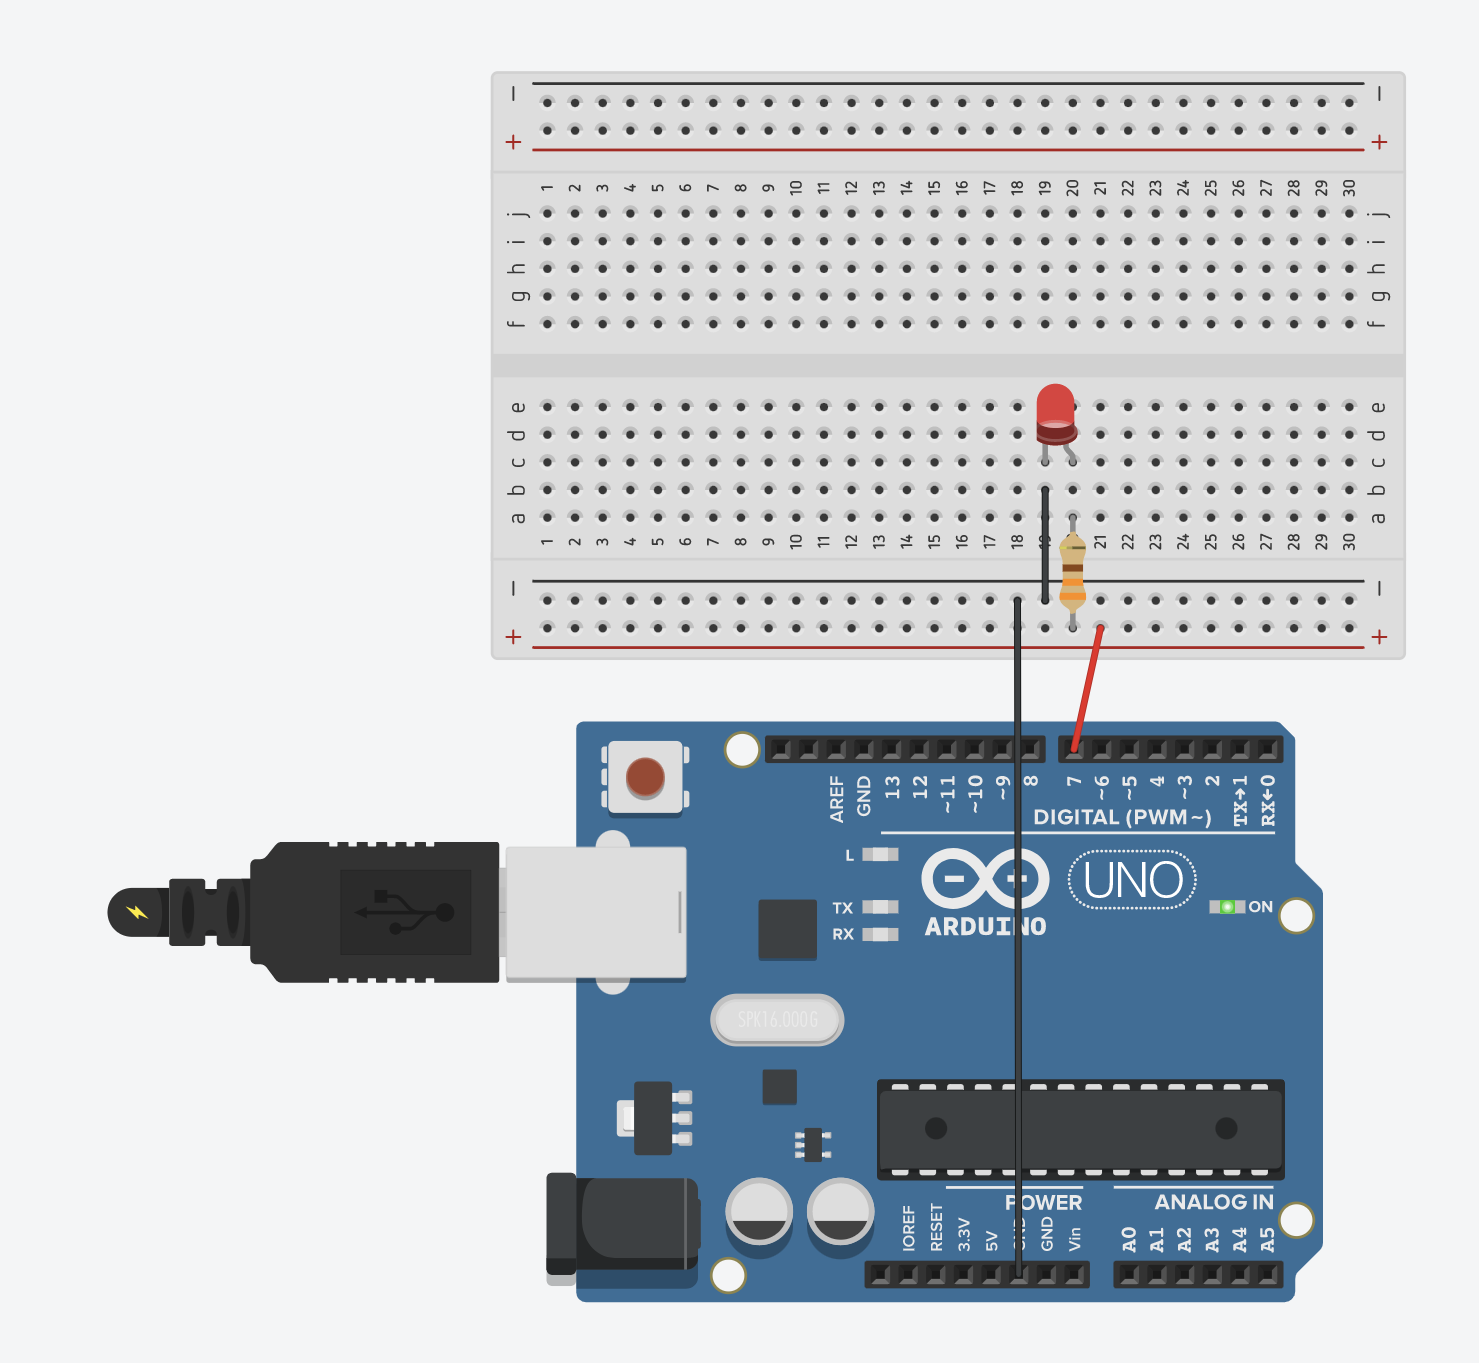 − −
+ +
1 2 3 4 5 6 7 8 9 10 11 12 13 14 15 16 17 18 19 20 21 22 23 24 25 26 27 28 29 30
j j
i i
h h
g g
f f
e e
d d
c c
b b
a a
1 2 3 4 5 6 7 8 9 10 11 12 13 14 15 16 17 18 19 21 22 23 24 25 26 27 28 29 30
− −
+ +
AREF GND 13 12 ~11 ~10 ~9 8 7 ~6 ~5 4 ~3 2 TX→1 RX←0
DIGITAL (PWM~)
L
UNO
TX
ON
RX
ARDUINO
SPK16.000G
POWER
ANALOG IN
IOREF RESET 3.3V 5V GND GND Vin A0 A1 A2 A3 A4 A5